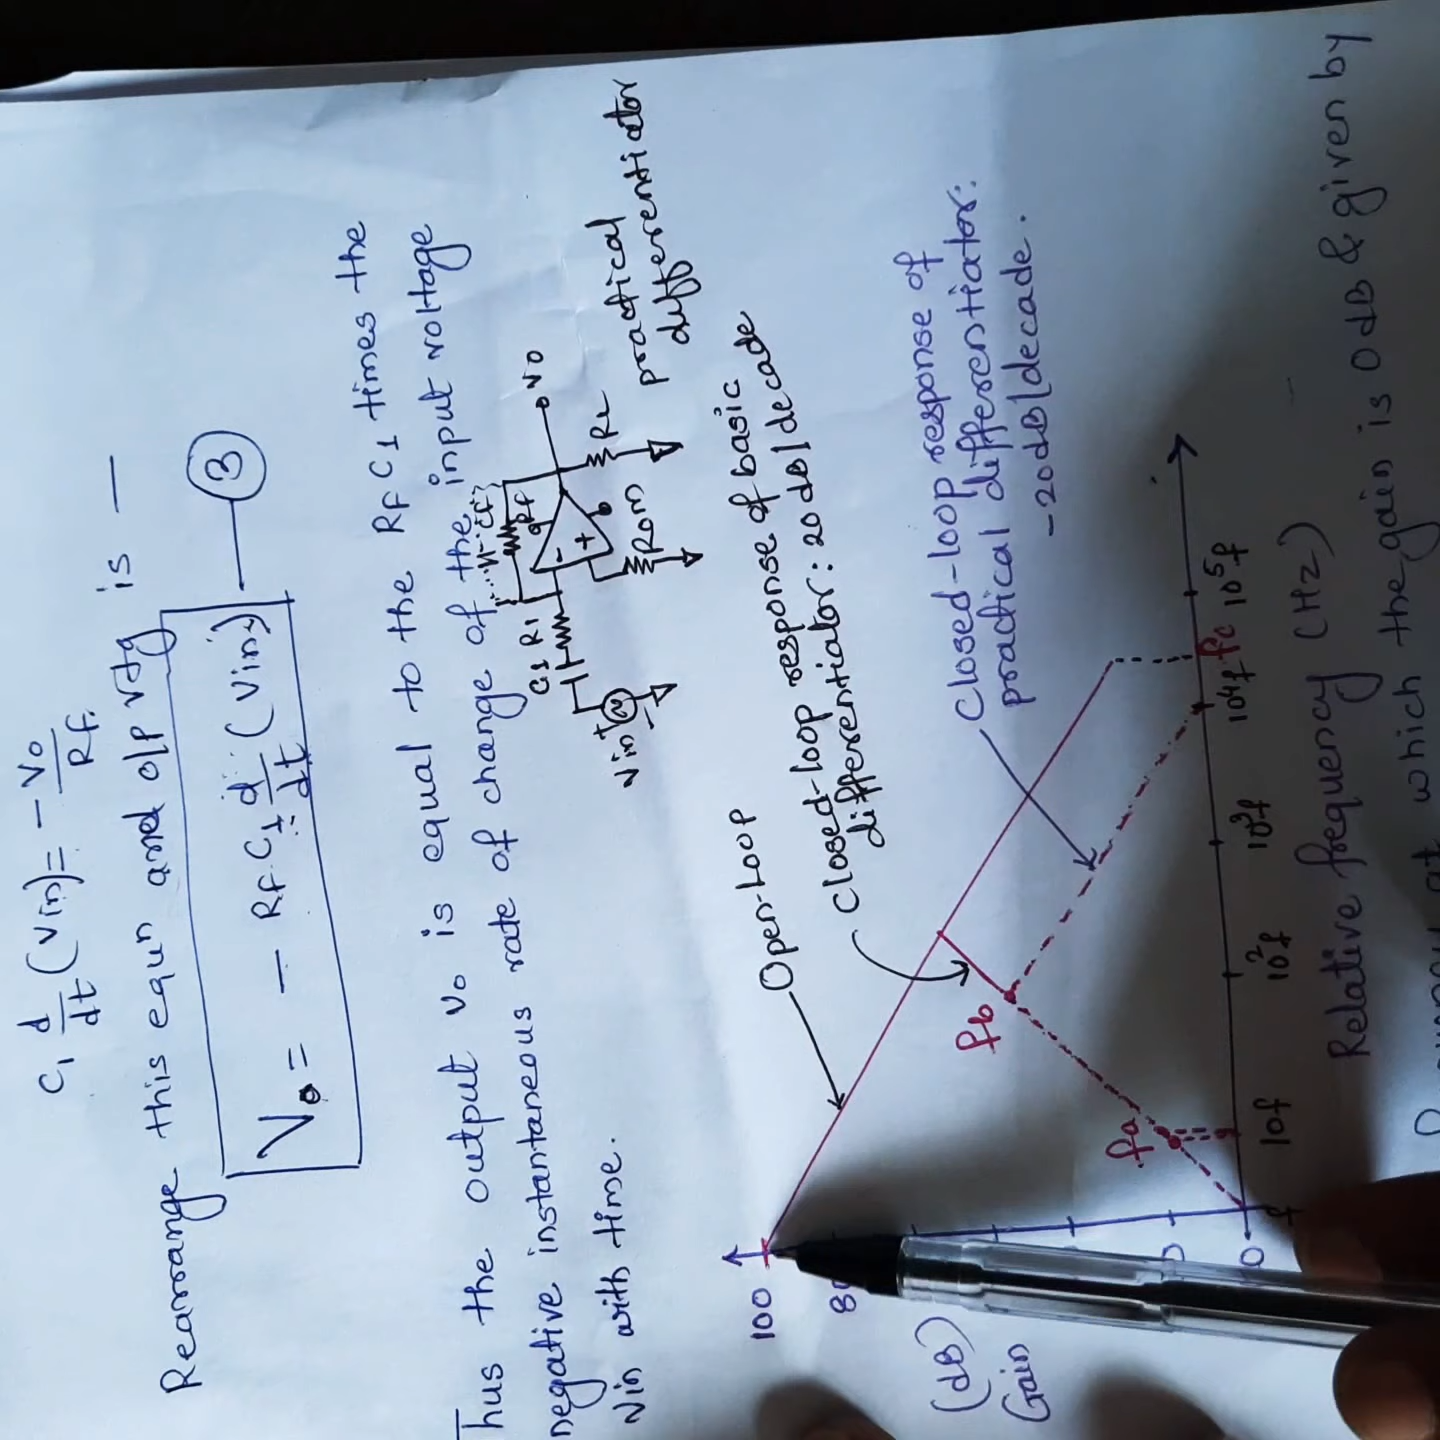 C1 d/dt (Vin) = - Vo/RF.
Rearrange this equn and o/p vtg is —
Vo = - RF C1 d/dt (Vin) — 3
Thus the output Vo is equal to the RF C1 times the
negative instantaneous rate of change of the input voltage
Vin with time.
C1 R1
RF
CF
- +
6
Vo
RL
ROM
Vin + -
practical
differentiator
100
(dB)
Gain
0
Open-Loop
Closed-loop response of basic
differentiator: 20 dB/decade
Closed-loop response of
practical differentiator:
-20dB/decade.
fa
fb
fc
f 10f 10²f 10³f 10⁴f 10⁵f
Relative frequency (Hz)
at which the gain is 0 dB & given by